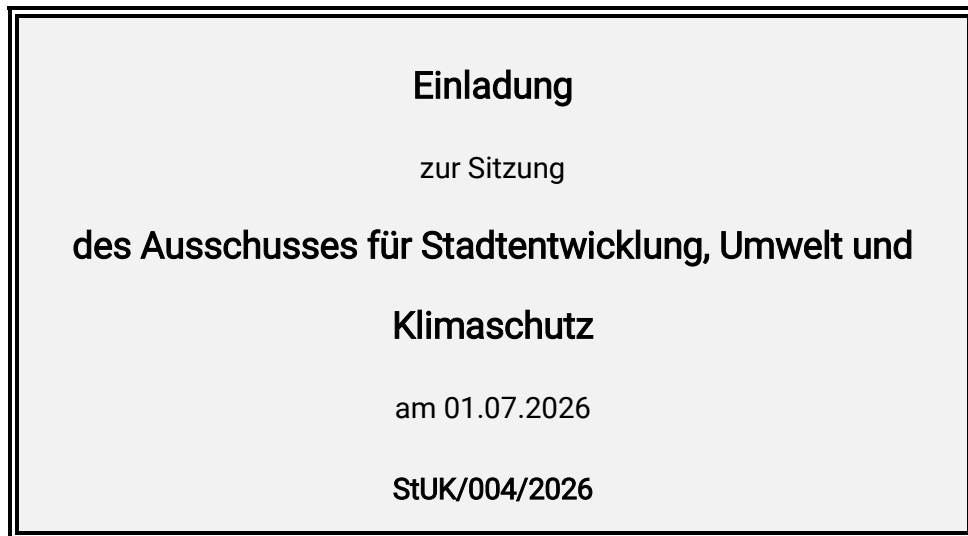 Einladung
zur Sitzung
des Ausschusses für Stadtentwicklung, Umwelt und
Klimaschutz
am 01.07.2026
StUK/004/2026